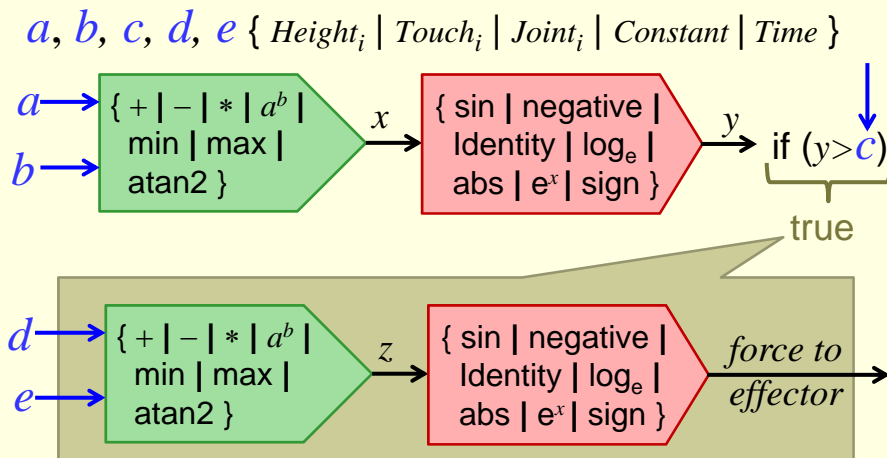 a, b, c, d, e { Height_i | Touch_i | Joint_i | Constant | Time }
a
b
{ + | − | * | a^b |
min | max |
atan2 }
x
{ sin | negative |
Identity | log_e |
abs | e^x | sign }
y
if (y>c)
true
d
e
{ + | − | * | a^b |
min | max |
atan2 }
z
{ sin | negative |
Identity | log_e |
abs | e^x | sign }
force to
effector